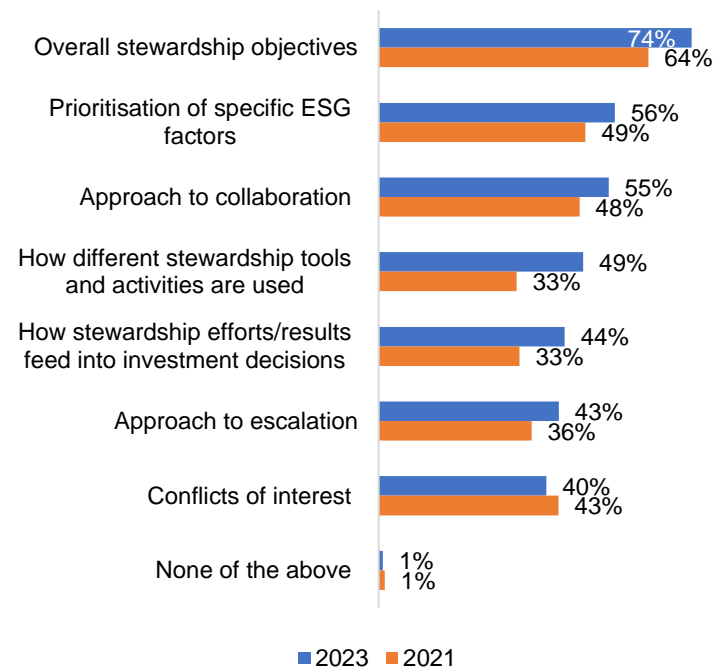 Overall stewardship objectives
74%
64%
Prioritisation of specific ESG
factors
56%
49%
Approach to collaboration
55%
48%
How different stewardship tools
and activities are used
49%
33%
How stewardship efforts/results
feed into investment decisions
44%
33%
Approach to escalation
43%
36%
Conflicts of interest
40%
43%
None of the above
1%
1%
2023 2021